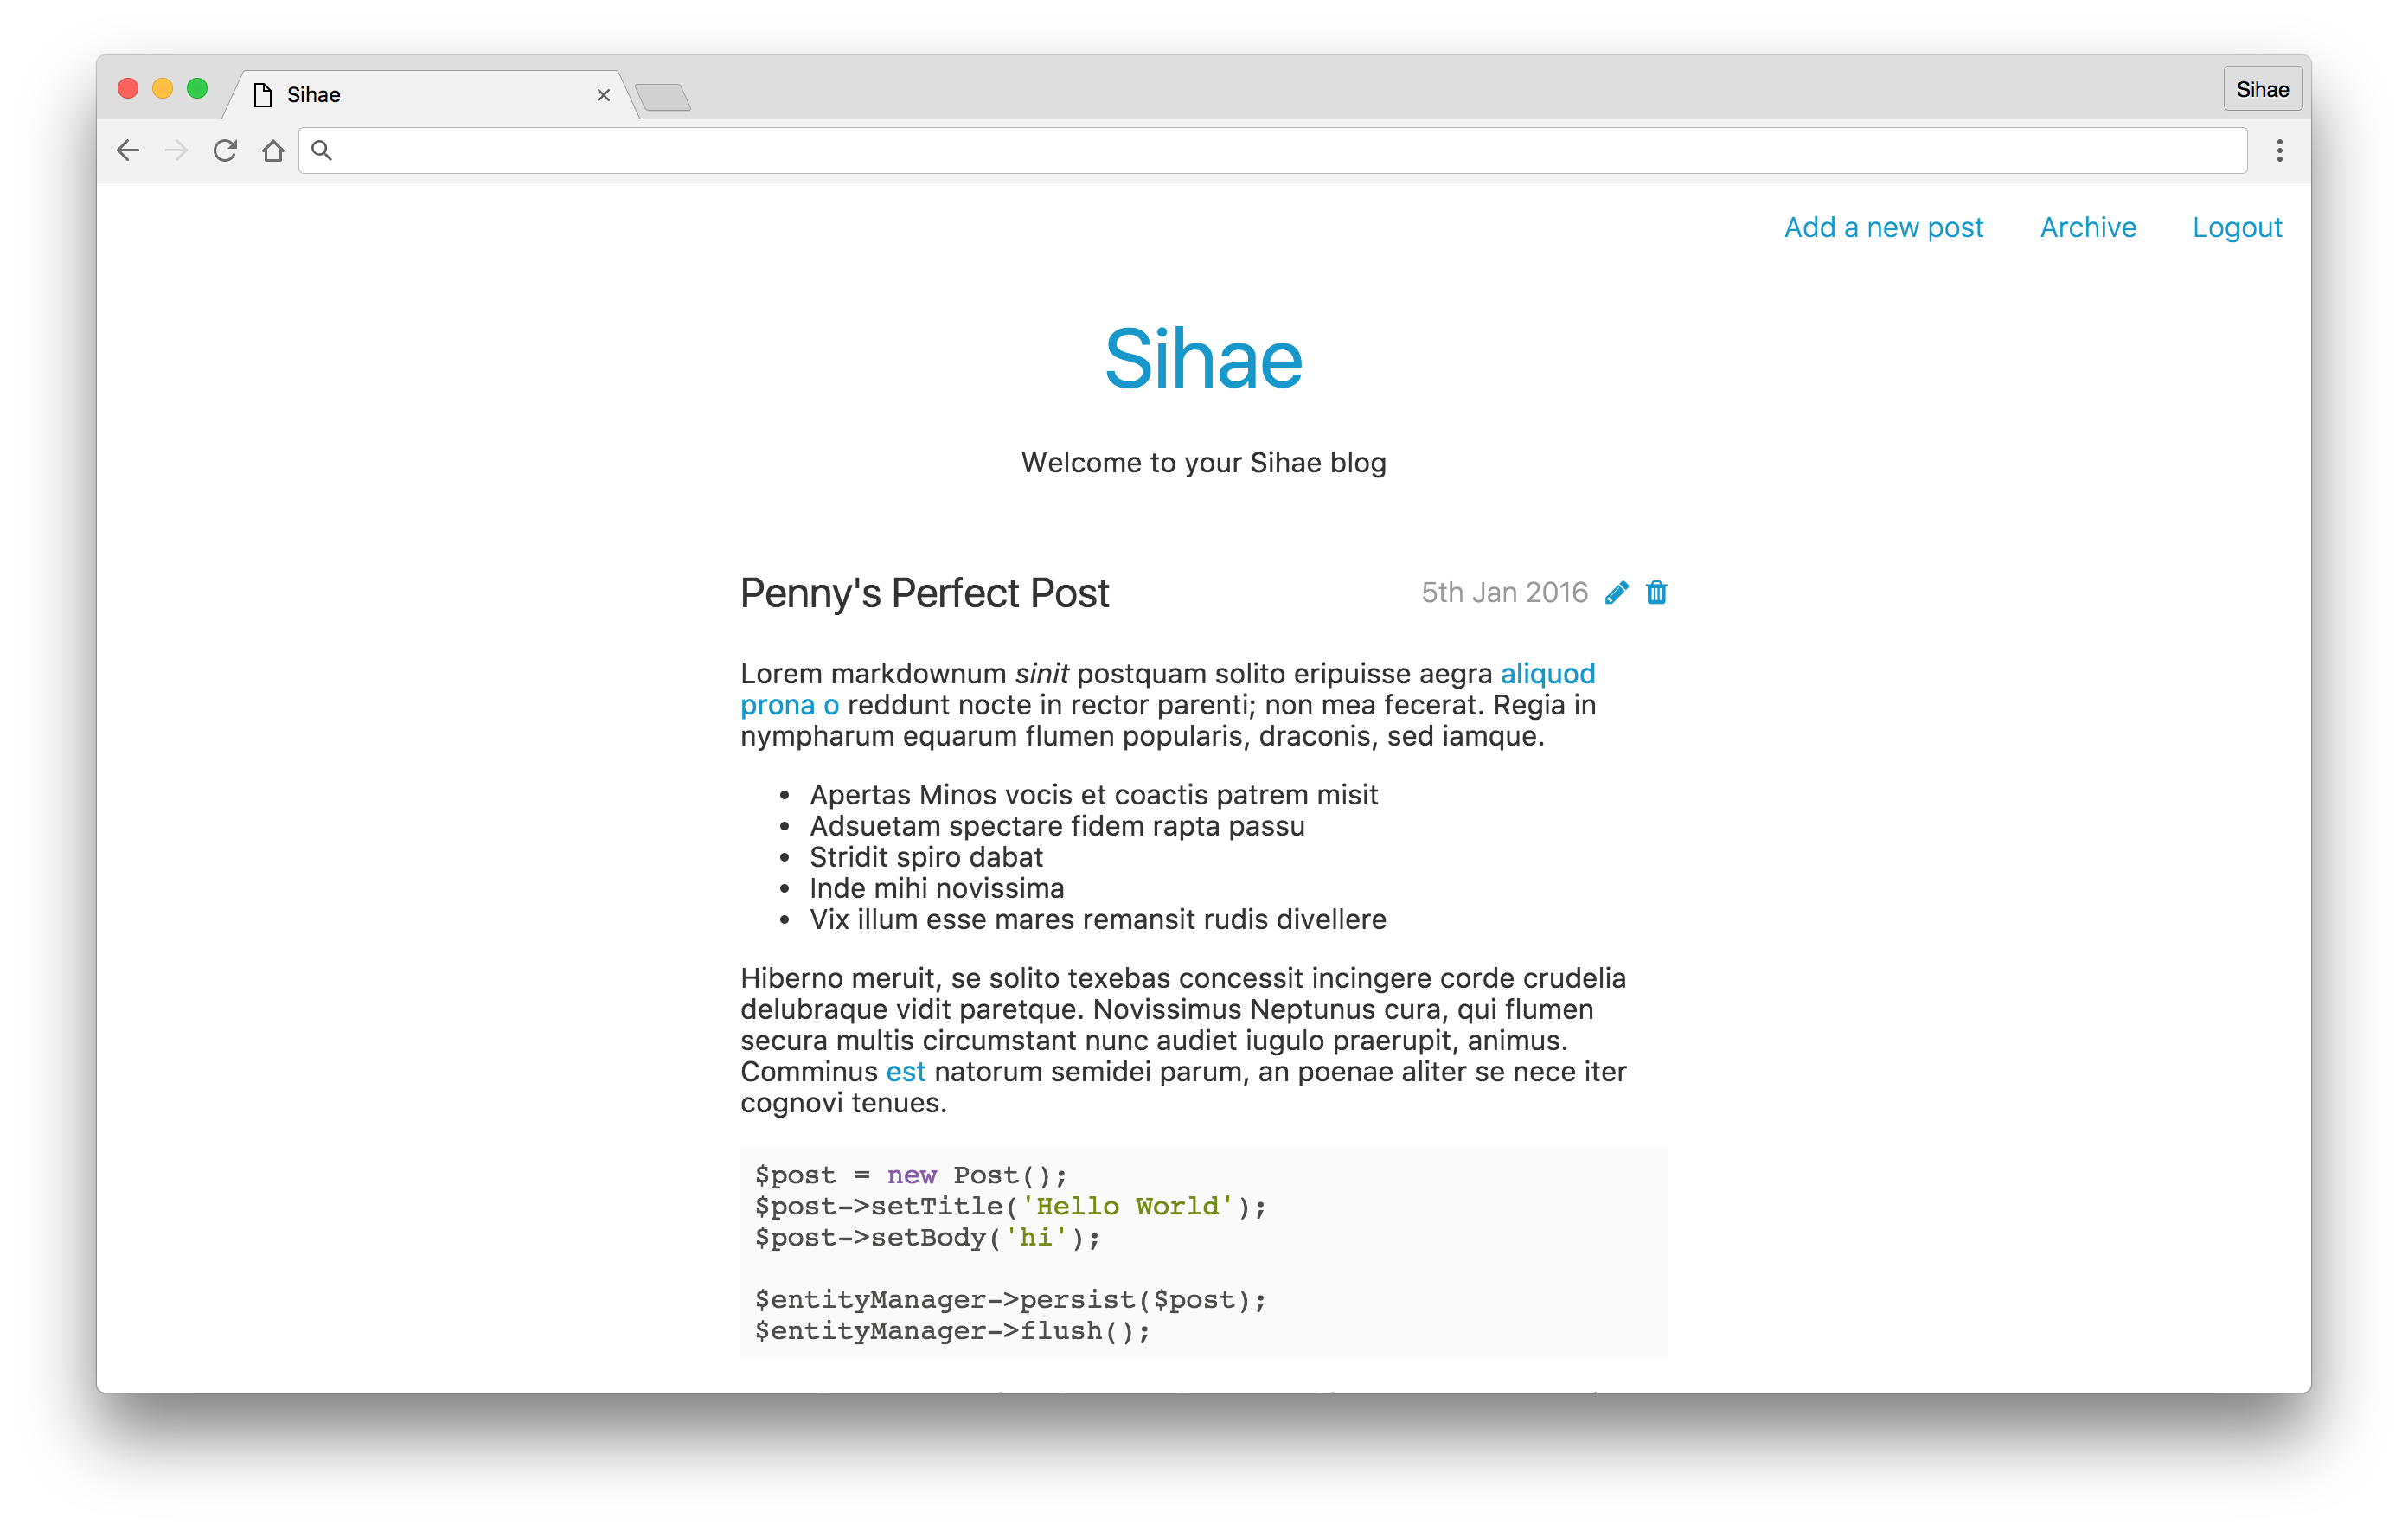 Sihae
Sihae
Add a new post Archive Logout
Sihae
Welcome to your Sihae blog
Penny's Perfect Post 5th Jan 2016
Lorem markdownum sinit postquam solito eripuisse aegra aliquod
prona o reddunt nocte in rector parenti; non mea fecerat. Regia in
nympharum equarum flumen popularis, draconis, sed iamque.
• Apertas Minos vocis et coactis patrem misit
• Adsuetam spectare fidem rapta passu
• Stridit spiro dabat
• Inde mihi novissima
• Vix illum esse mares remansit rudis divellere
Hiberno meruit, se solito texebas concessit incingere corde crudelia
delubraque vidit paretque. Novissimus Neptunus cura, qui flumen
secura multis circumstant nunc audiet iugulo praerupit, animus.
Comminus est natorum semidei parum, an poenae aliter se nece iter
cognovi tenues.
$post = new Post();
$post->setTitle('Hello World');
$post->setBody('hi');
$entityManager->persist($post);
$entityManager->flush();